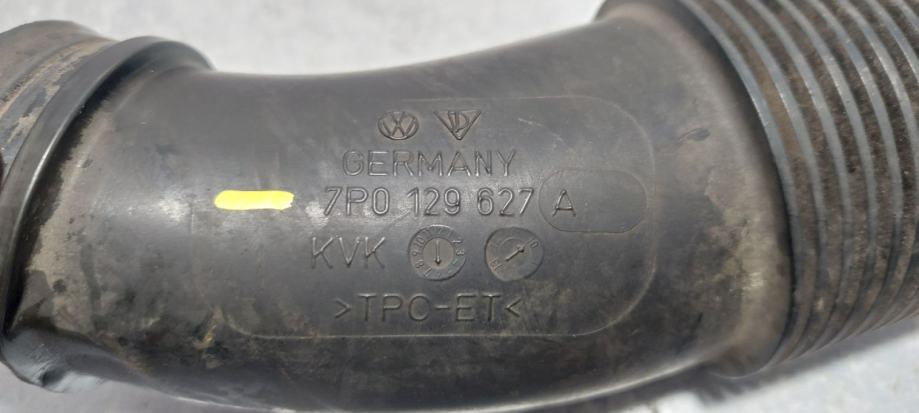 GERMANY
7P0 129 627 A
KVK
>TPC-ET<